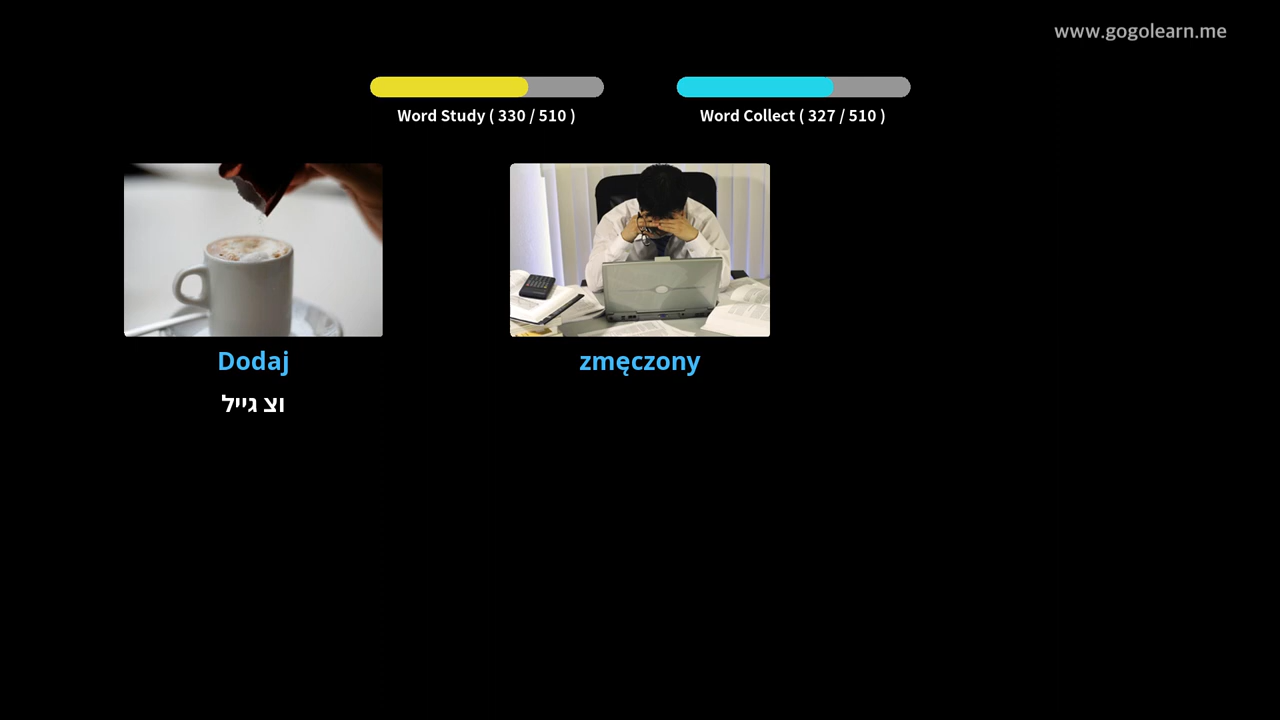 www.gogolearn.me
Word Study ( 330 / 510 )
Word Collect ( 327 / 510 )
Dodaj
zmęczony
וצ גייל